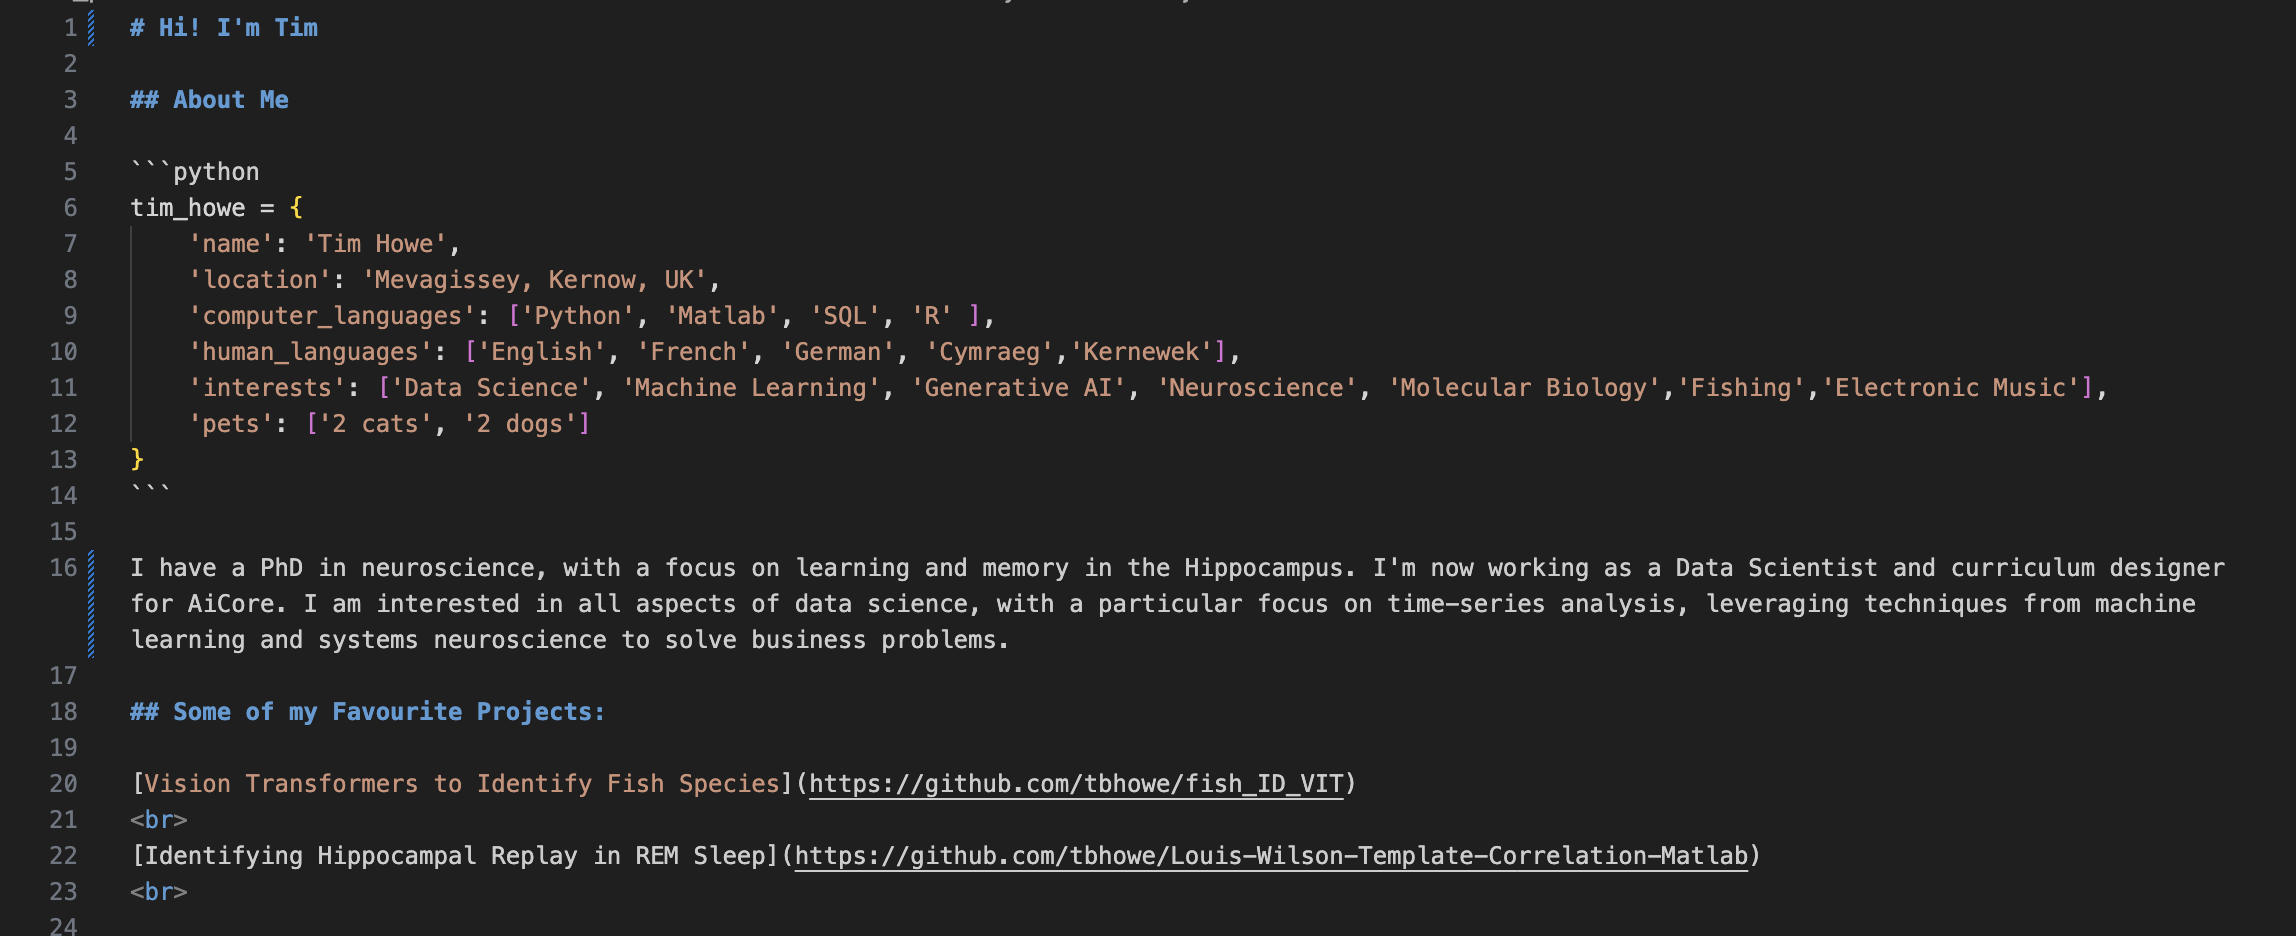 1 # Hi! I'm Tim
2
3 ## About Me
4
5 ```python
6 tim_howe = {
7     'name': 'Tim Howe',
8     'location': 'Mevagissey, Kernow, UK',
9     'computer_languages': ['Python', 'Matlab', 'SQL', 'R' ],
10     'human_languages': ['English', 'French', 'German', 'Cymraeg','Kernewek'],
11     'interests': ['Data Science', 'Machine Learning', 'Generative AI', 'Neuroscience', 'Molecular Biology','Fishing','Electronic Music'],
12     'pets': ['2 cats', '2 dogs']
13 }
14 ```
15
16 I have a PhD in neuroscience, with a focus on learning and memory in the Hippocampus. I'm now working as a Data Scientist and curriculum designer
for AiCore. I am interested in all aspects of data science, with a particular focus on time-series analysis, leveraging techniques from machine
learning and systems neuroscience to solve business problems.
17
18 ## Some of my Favourite Projects:
19
20 [Vision Transformers to Identify Fish Species](https://github.com/tbhowe/fish_ID_VIT)
21 <br>
22 [Identifying Hippocampal Replay in REM Sleep](https://github.com/tbhowe/Louis-Wilson-Template-Correlation-Matlab)
23 <br>
24